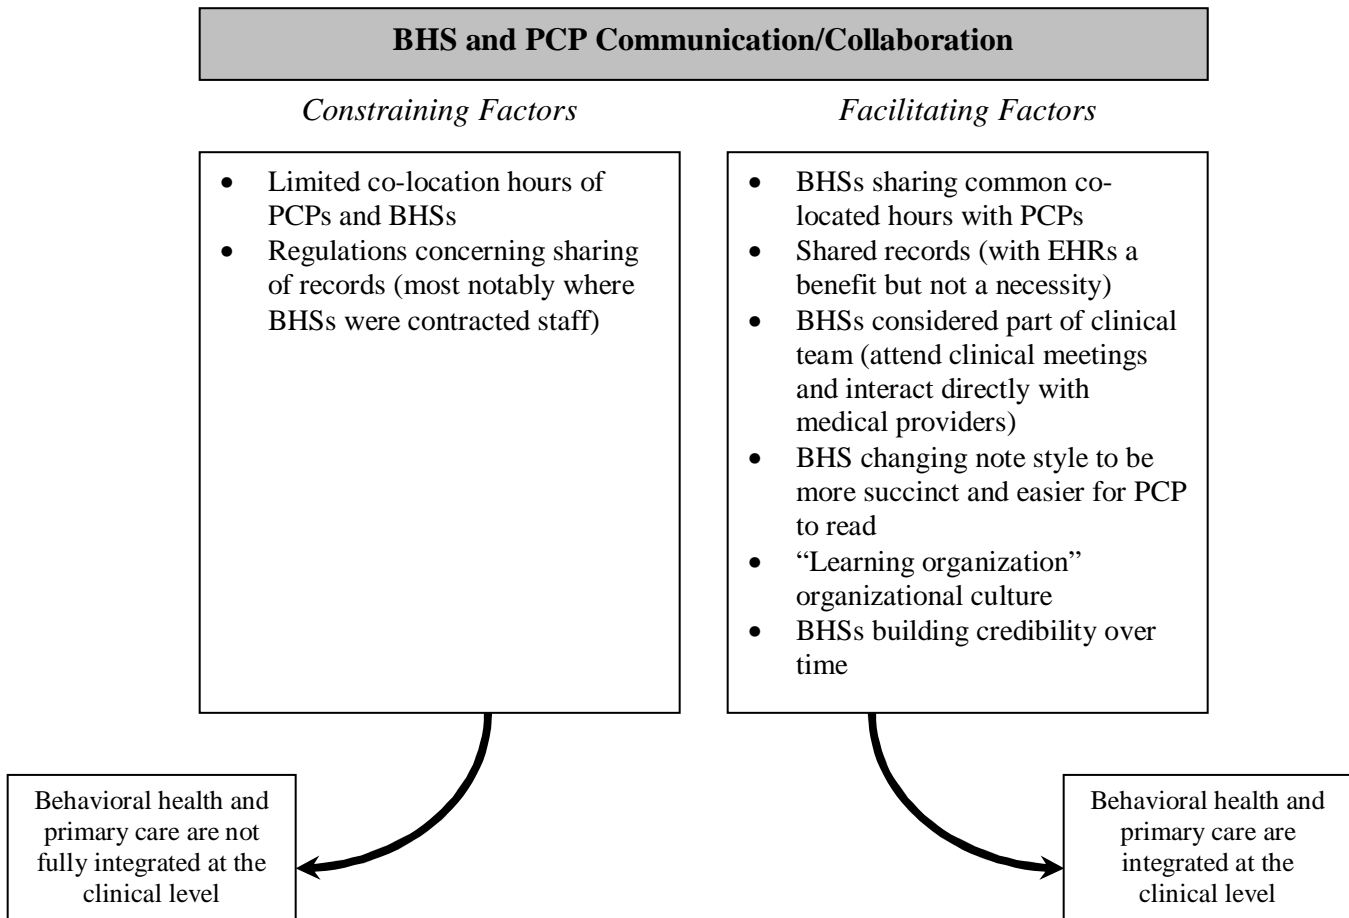 BHS and PCP Communication/Collaboration
Constraining Factors
Facilitating Factors
• Limited co-location hours of
PCPs and BHSs
• Regulations concerning sharing
of records (most notably where
BHSs were contracted staff)
• BHSs sharing common co-
located hours with PCPs
• Shared records (with EHRs a
benefit but not a necessity)
• BHSs considered part of clinical
team (attend clinical meetings
and interact directly with
medical providers)
• BHS changing note style to be
more succinct and easier for PCP
to read
• “Learning organization”
organizational culture
• BHSs building credibility over
time
Behavioral health and
primary care are not
fully integrated at the
clinical level
Behavioral health and
primary care are
integrated at the
clinical level